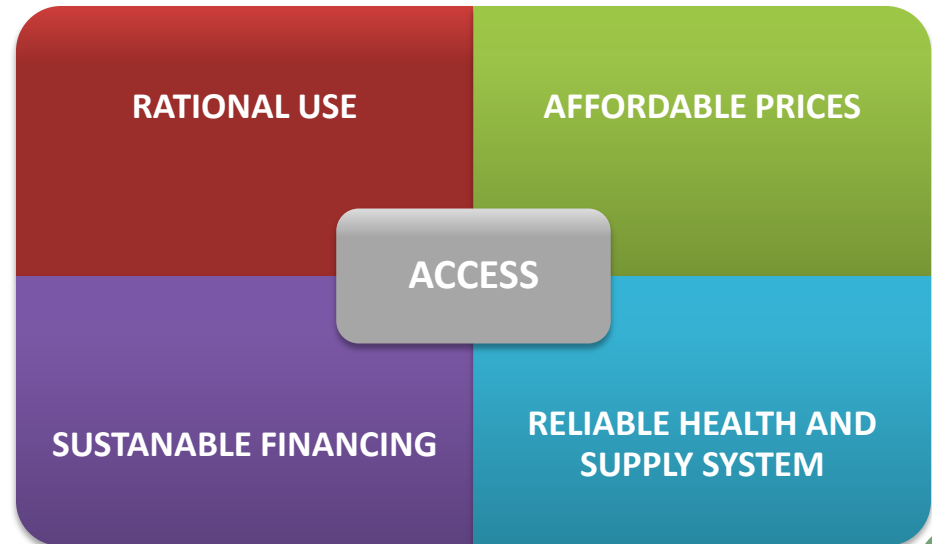 RATIONAL USE
AFFORDABLE PRICES
ACCESS
SUSTANABLE FINANCING
RELIABLE HEALTH AND
SUPPLY SYSTEM